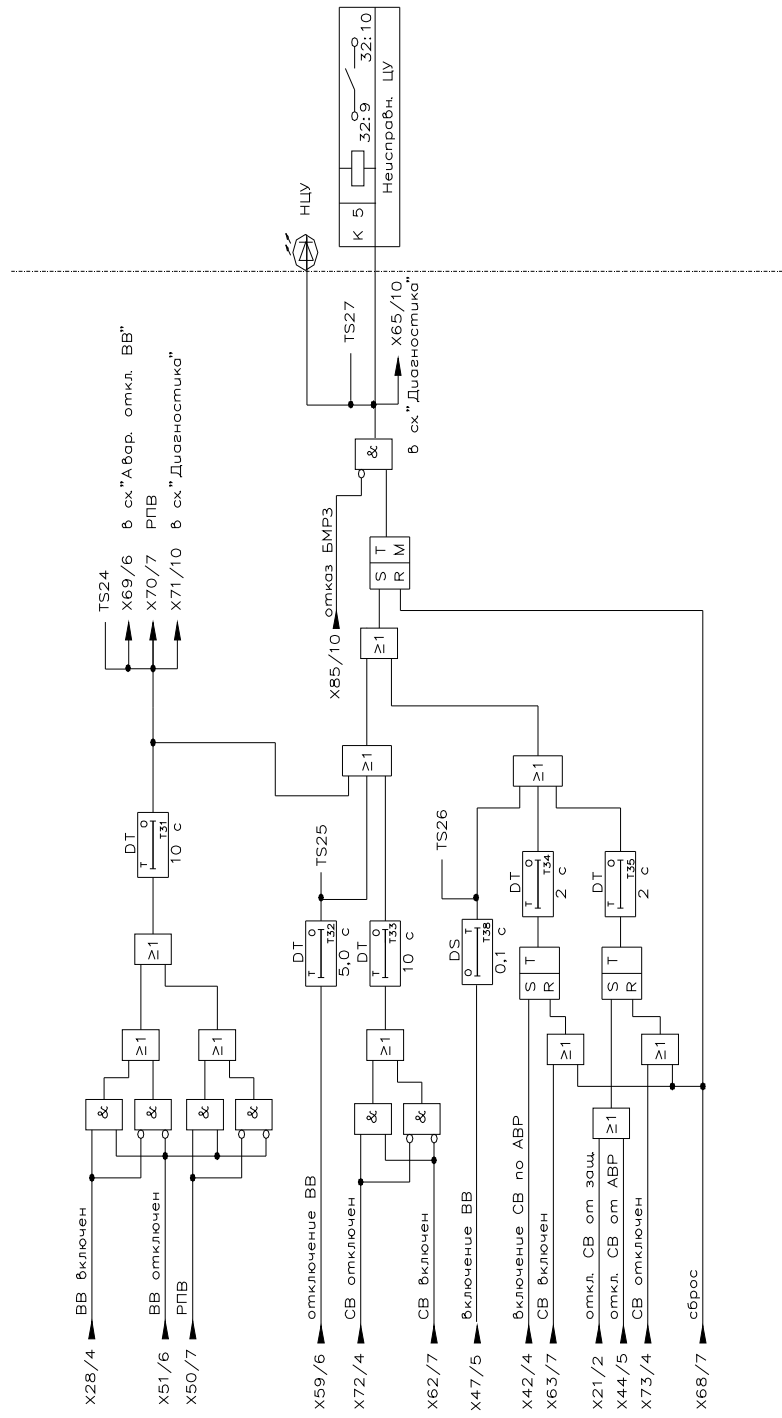 X28/4
ВВ включен
X51/6
ВВ отключен
X50/7
РПВ
&
&
&
&
≥1
≥1
≥1
DT
T O
T31
10 с
TS24
X69/6 в сх"Авар. откл. ВВ"
X70/7 РПВ
X71/10 в сх"Диагностика"
X59/6
отключение ВВ
DT
T O
T32
5,0 с
TS25
X72/4
СВ отключен
X62/7
СВ включен
&
&
≥1
DT
T O
T33
10 с
≥1
≥1
X85/10 отказ БМРЗ
S T
R M
&
TS27
X65/10
в сх"Диагностика"
НЦУ
K 5
32:9 32:10
Неисправн. ЦУ
X47/5
включение ВВ
DS
O T
T38
0,1 с
TS26
X42/4
включение СВ по АВР
X63/7
СВ включен
≥1
S T
R
DT
T O
T34
2 с
≥1
X21/2
откл. СВ от защ.
X44/5
откл. СВ от АВР
≥1
X73/4
СВ отключен
≥1
S T
R
DT
T O
T35
2 с
X68/7
сброс